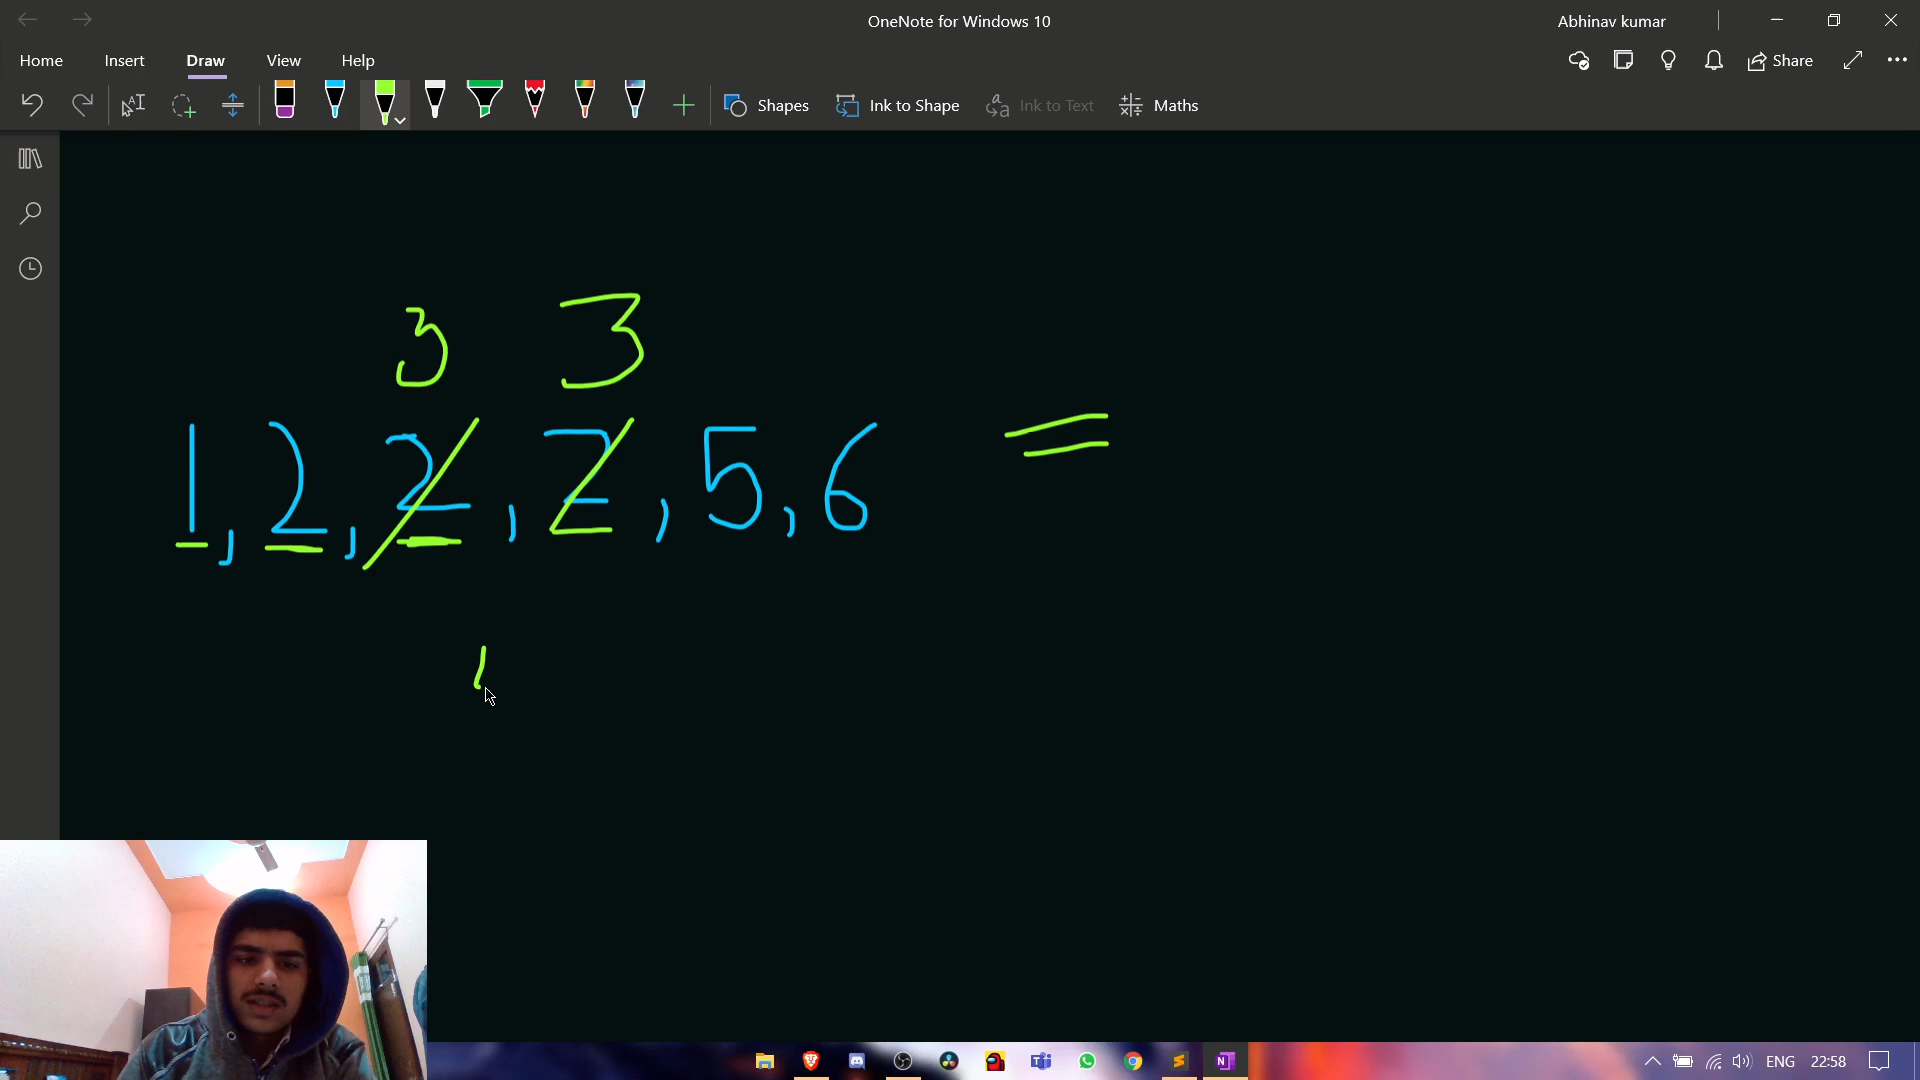 OneNote for Windows 10
Abhinav kumar
Home Insert Draw View Help
Share
Shapes Ink to Shape Ink to Text Maths
3 3
1, 2, 2, 2, 5, 6 =
ENG 22:58